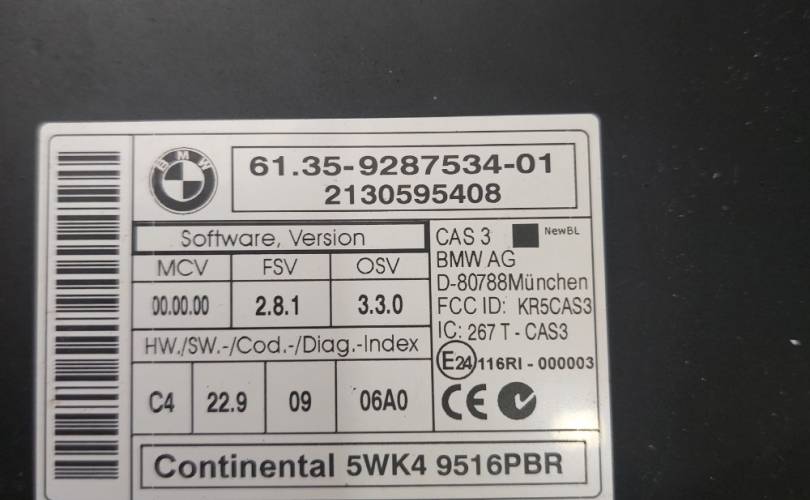 BMW
61.35-9287534-01
2130595408
Software, Version
MCV FSV OSV
00.00.00 2.8.1 3.3.0
HW./SW.-/Cod.-/Diag.-Index
C4 22.9 09 06A0
CAS 3 NewBL
BMW AG
D-80788München
FCC ID: KR5CAS3
IC: 267 T - CAS3
E24 116RI - 000003
CE
Continental 5WK4 9516PBR